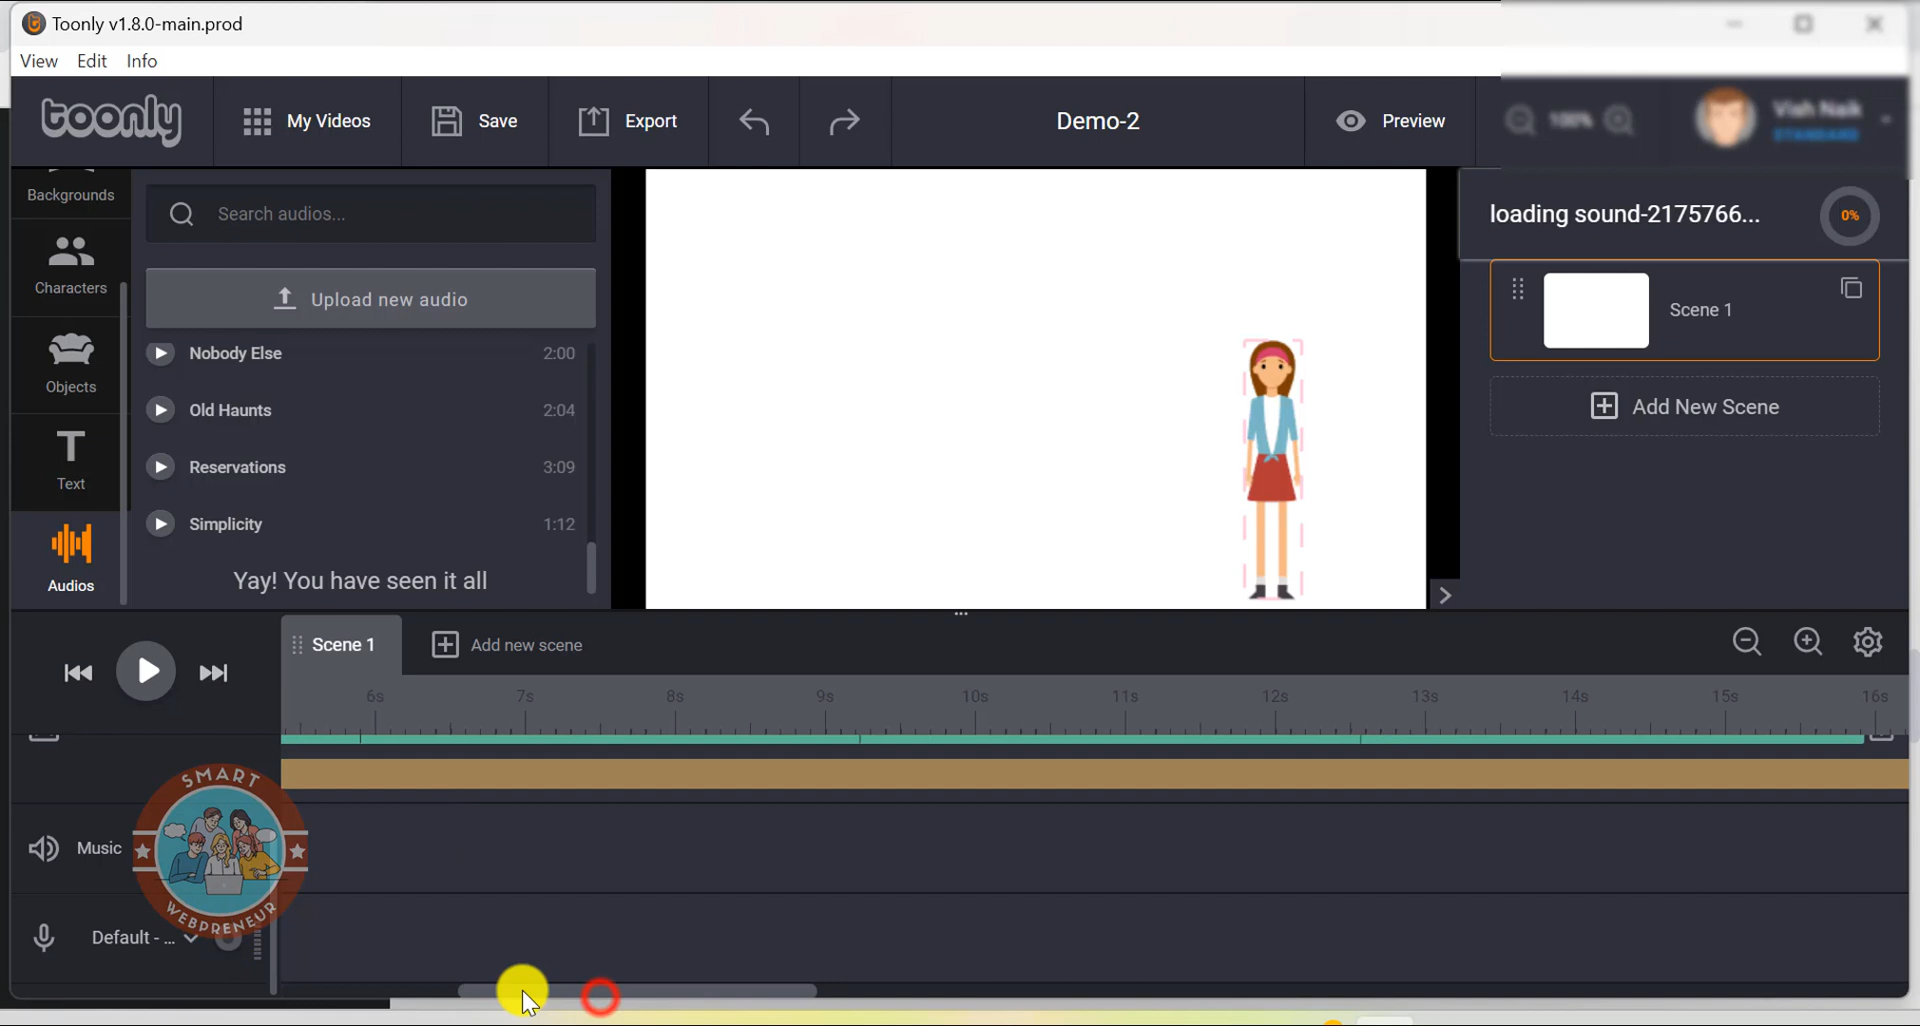 Toonly v1.8.0-main.prod
View Edit Info
toonly My Videos Save Export Demo-2 Preview 100% Vish Naik
STANDARD
Backgrounds
Characters
Objects
Text
Audios
Search audios...
Upload new audio
Nobody Else 2:00
Old Haunts 2:04
Reservations 3:09
Simplicity 1:12
Yay! You have seen it all
loading sound-2175766... 0%
Scene 1
Add New Scene
Scene 1 Add new scene
6s 7s 8s 9s 10s 11s 12s 13s 14s 15s 16s
Music
Default - ...
SMART
WEBPRENEUR